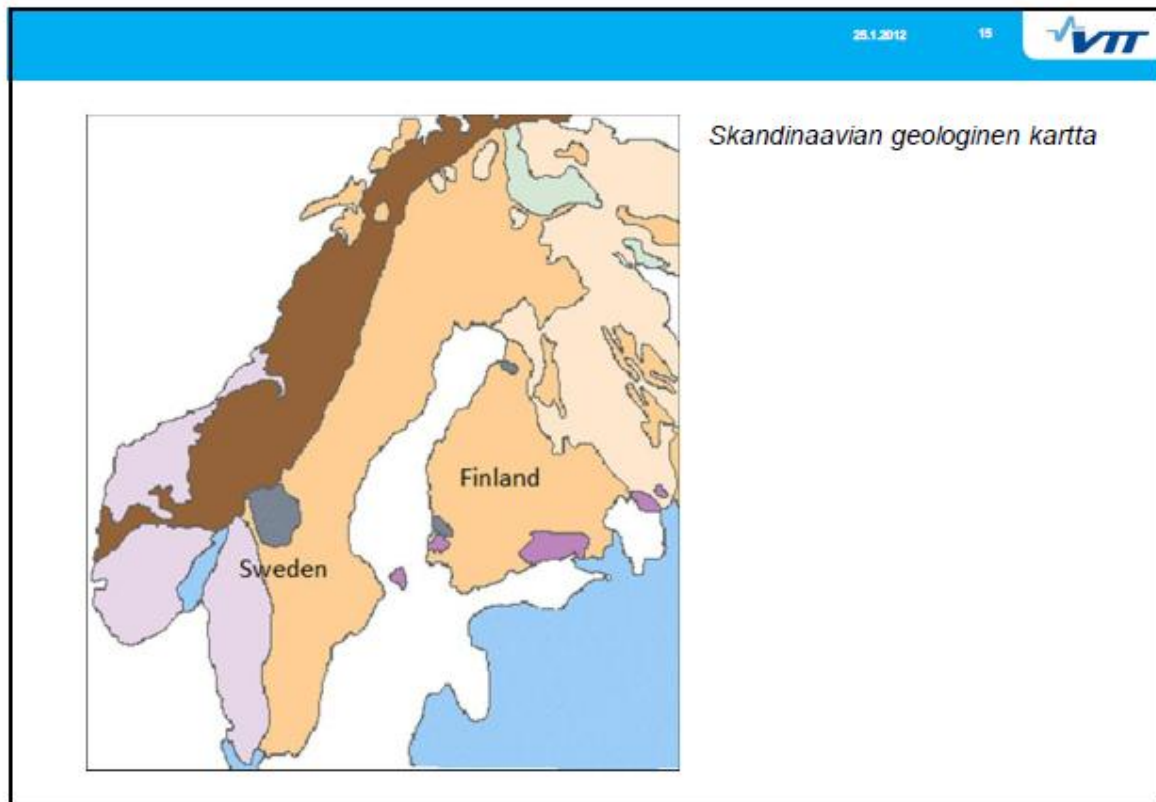 25.1.2012
15
VTT
Skandinaavian geologinen kartta
Finland
Sweden